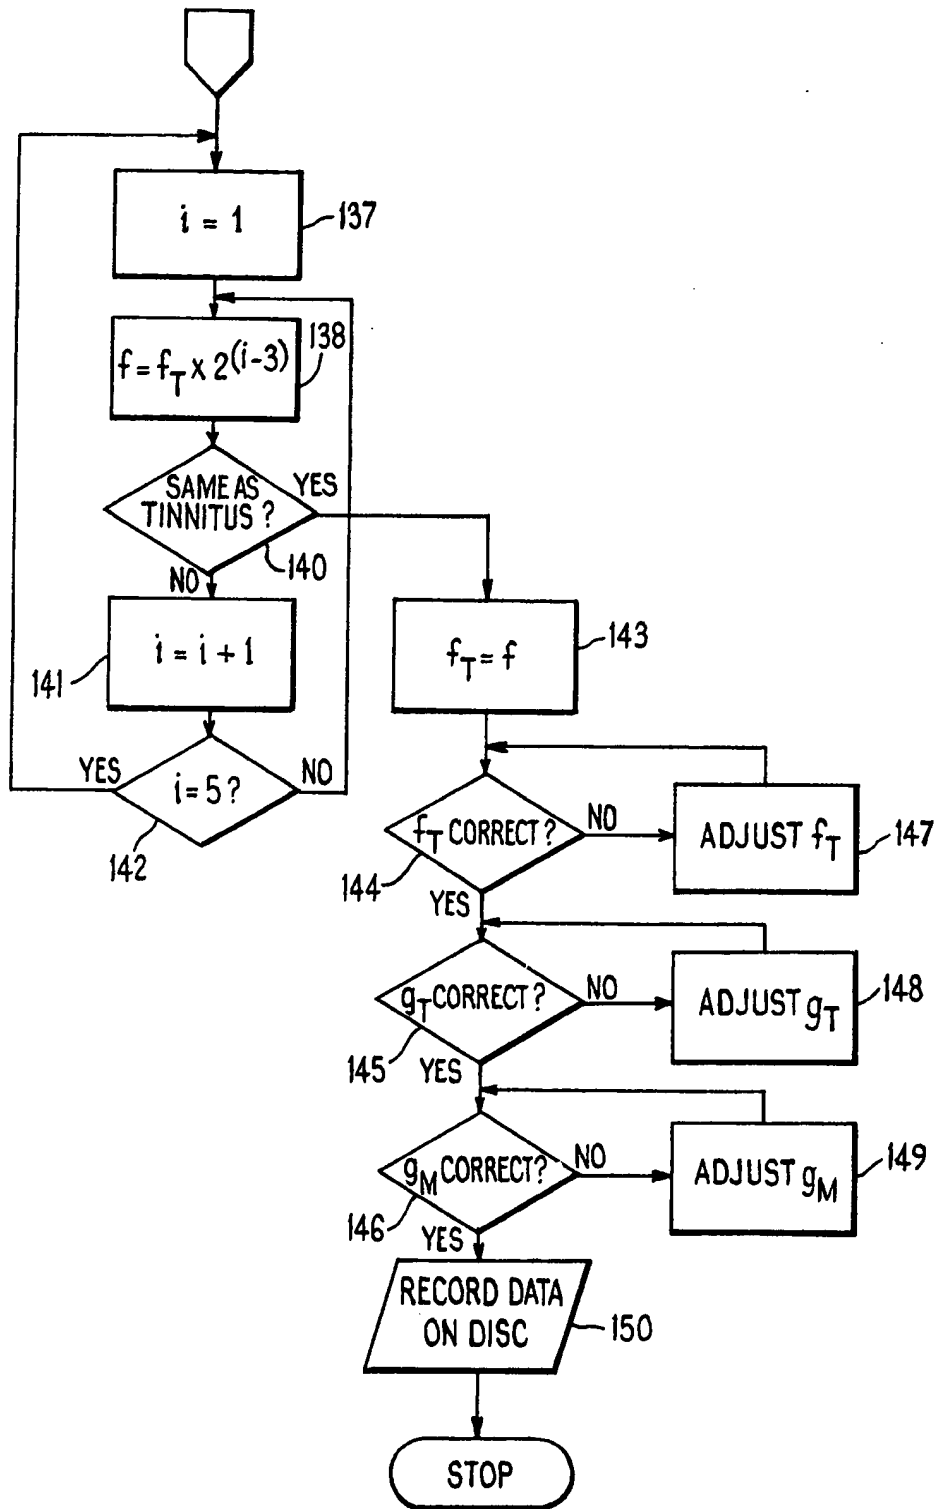 i = 1
137
f = f_T x 2^(i-3)
138
SAME AS
TINNITUS ?
YES
140
NO
i = i + 1
141
i = 5 ?
YES
NO
142
f_T = f
143
f_T CORRECT ?
NO
144
YES
ADJUST f_T
147
g_T CORRECT ?
NO
145
YES
ADJUST g_T
148
g_M CORRECT?
NO
146
YES
ADJUST g_M
149
RECORD DATA
ON DISC
150
STOP